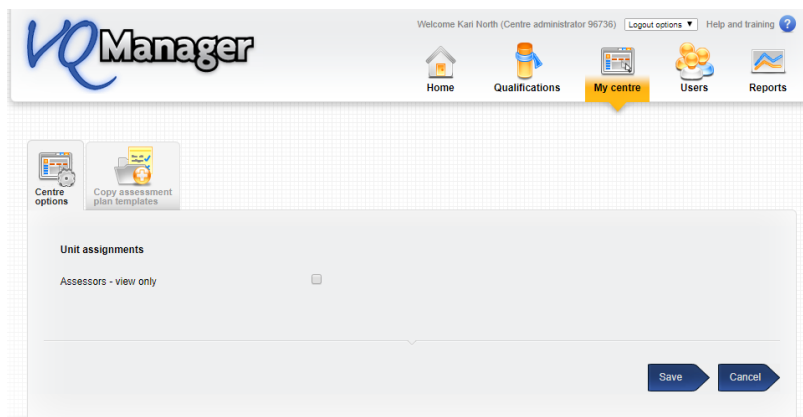 VQManager
Welcome Kari North (Centre administrator 96736) Logout options ▼ Help and training ?
Home Qualifications My centre Users Reports
Centre options
Copy assessment plan templates
Unit assignments
Assessors - view only
Save Cancel